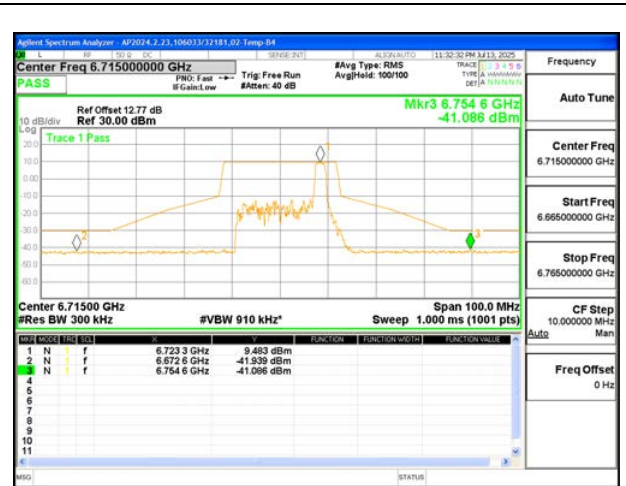 Agilent Spectrum Analyzer - AP2024.2.23,106033/32181,02-Temp-B4
L RF 50 Ω DC SENSE:INT ALIGN AUTO 11:32:32 PM Jul 13, 2025
Center Freq 6.715000000 GHz #Avg Type: RMS TRACE 1 2 3 4 5 6
PASS PNO: Fast Trig: Free Run Avg|Hold: 100/100 TYPE A
IFGain:Low #Atten: 40 dB DET A N N N N N
Frequency
Auto Tune
Center Freq
6.715000000 GHz
Start Freq
6.665000000 GHz
Stop Freq
6.765000000 GHz
CF Step
10.000000 MHz
Auto Man
Freq Offset
0 Hz
Mkr3 6.754 6 GHz
-41.086 dBm
Ref Offset 12.77 dB
10 dB/div Ref 30.00 dBm
Log
Trace 1 Pass
20.0
10.0
0.00
-10.0
-20.0
-30.0
-40.0
-50.0
-60.0
1
2
3
Center 6.71500 GHz Span 100.0 MHz
#Res BW 300 kHz #VBW 910 kHz* Sweep 1.000 ms (1001 pts)
MKR MODE TRC SCL X Y FUNCTION FUNCTION WIDTH FUNCTION VALUE
1 N 1 f 6.723 3 GHz 9.483 dBm
2 N 1 f 6.672 6 GHz -41.939 dBm
3 N 1 f 6.754 6 GHz -41.086 dBm
4
5
6
7
8
9
10
11
MSG STATUS